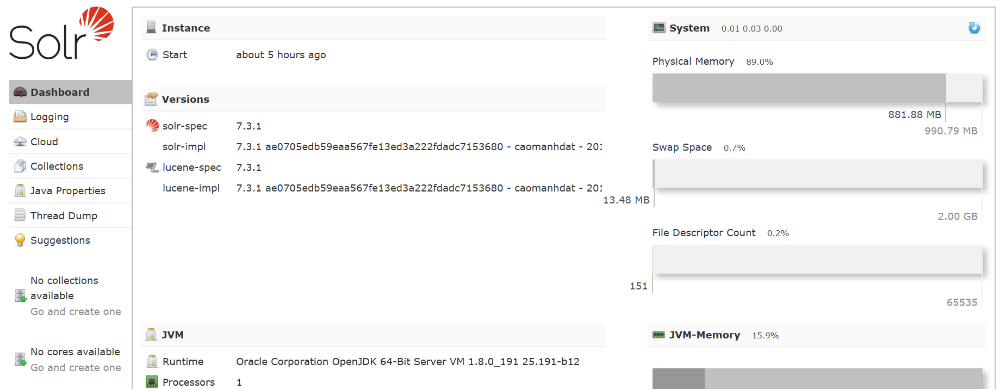 Solr
Dashboard
Logging
Cloud
Collections
Java Properties
Thread Dump
Suggestions
No collections
available
Go and create one
No cores available
Go and create one
Instance
Start about 5 hours ago
Versions
solr-spec 7.3.1
solr-impl 7.3.1 ae0705edb59eaa567fe13ed3a222fdadc7153680 - caomanhdat - 201
lucene-spec 7.3.1
lucene-impl 7.3.1 ae0705edb59eaa567fe13ed3a222fdadc7153680 - caomanhdat - 201
JVM
Runtime Oracle Corporation OpenJDK 64-Bit Server VM 1.8.0_191 25.191-b12
Processors 1
System 0.01 0.03 0.00
Physical Memory 89.0%
881.88 MB
990.79 MB
Swap Space 0.7%
13.48 MB
2.00 GB
File Descriptor Count 0.2%
151
65535
JVM-Memory 15.9%